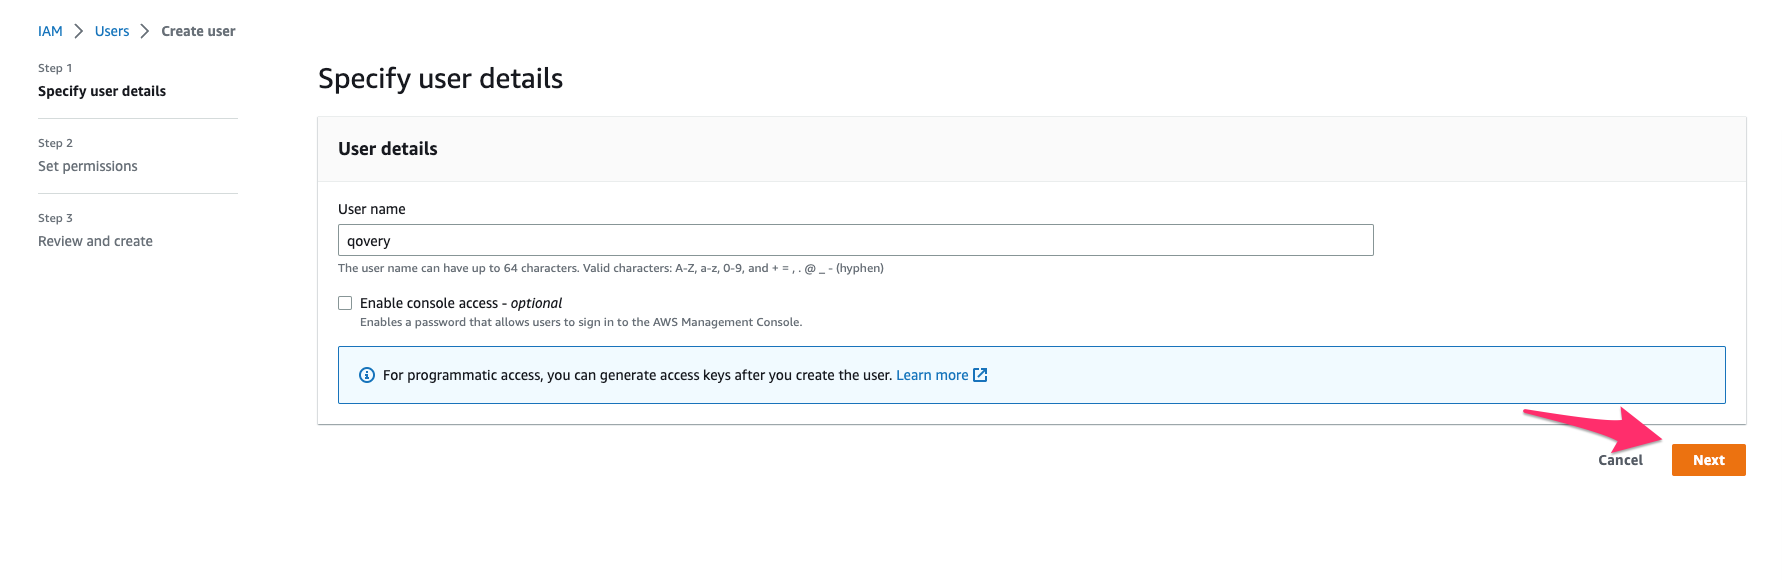 IAM > Users > Create user
Step 1
Specify user details
Step 2
Set permissions
Step 3
Review and create
Specify user details
User details
User name
qovery
The user name can have up to 64 characters. Valid characters: A-Z, a-z, 0-9, and + = , . @ _ - (hyphen)
Enable console access - optional
Enables a password that allows users to sign in to the AWS Management Console.
For programmatic access, you can generate access keys after you create the user. Learn more
Cancel Next